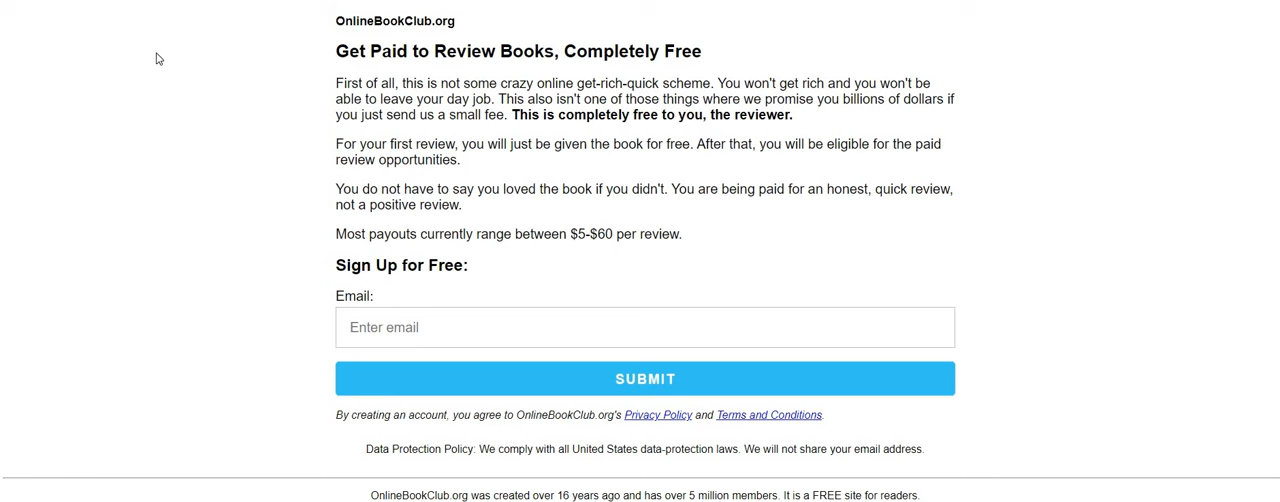 OnlineBookClub.org
Get Paid to Review Books, Completely Free
First of all, this is not some crazy online get-rich-quick scheme. You won't get rich and you won't be
able to leave your day job. This also isn't one of those things where we promise you billions of dollars if
you just send us a small fee. This is completely free to you, the reviewer.
For your first review, you will just be given the book for free. After that, you will be eligible for the paid
review opportunities.
You do not have to say you loved the book if you didn't. You are being paid for an honest, quick review,
not a positive review.
Most payouts currently range between $5-$60 per review.
Sign Up for Free:
Email:
Enter email
SUBMIT
By creating an account, you agree to OnlineBookClub.org's Privacy Policy and Terms and Conditions.
Data Protection Policy: We comply with all United States data-protection laws. We will not share your email address.
OnlineBookClub.org was created over 16 years ago and has over 5 million members. It is a FREE site for readers.